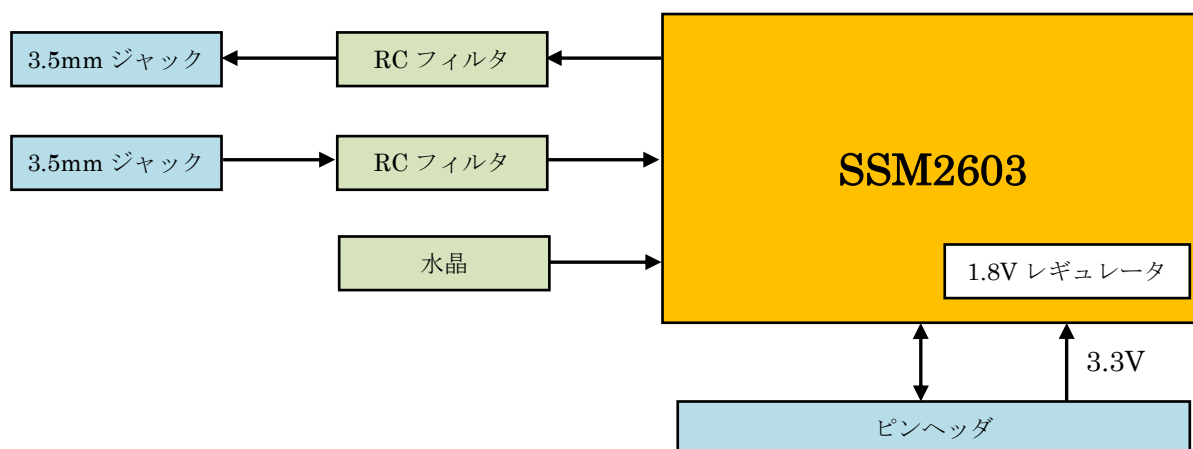 3.5mm ジャック
RC フィルタ
3.5mm ジャック
RC フィルタ
SSM2603
水晶
1.8V レギュレータ
3.3V
ピンヘッダ